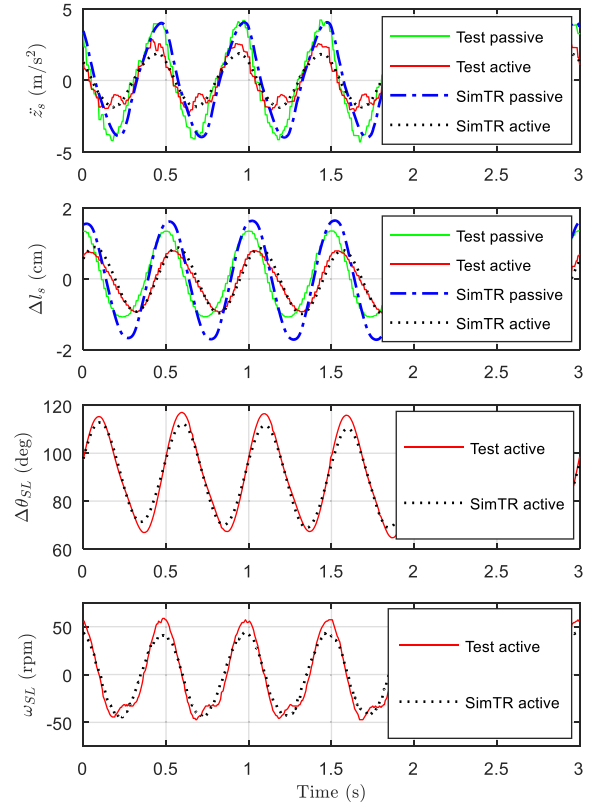 z̈ₛ (m/s²)
5
0
-5
Test passive
Test active
SimTR passive
SimTR active
0 0.5 1 1.5 2 2.5 3
Δlₛ (cm)
2
0
-2
Test passive
Test active
SimTR passive
SimTR active
0 0.5 1 1.5 2 2.5 3
Δθ_SL (deg)
120
100
80
60
Test active
SimTR active
0 0.5 1 1.5 2 2.5 3
ω_SL (rpm)
50
0
-50
Test active
SimTR active
0 0.5 1 1.5 2 2.5 3
Time (s)